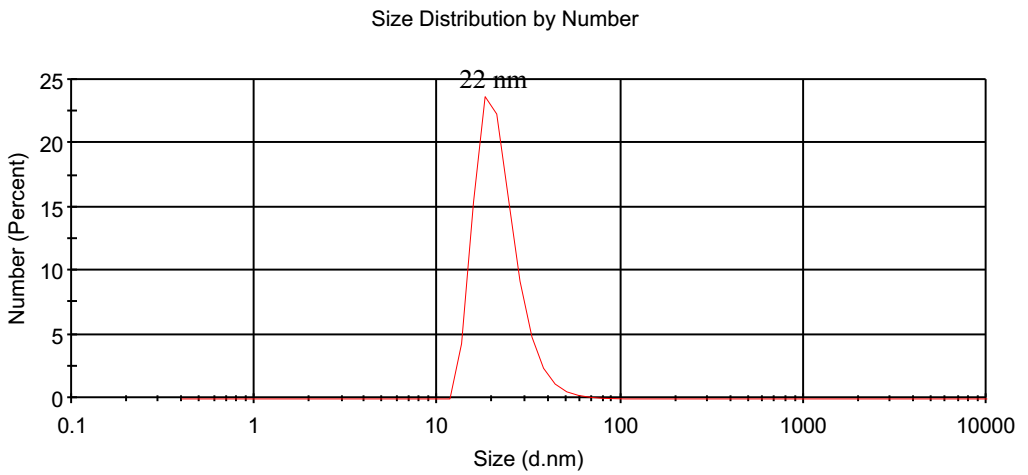 Size Distribution by Number
22 nm
25
20
15
10
5
0
Number (Percent)
0.1 1 10 100 1000 10000
Size (d.nm)